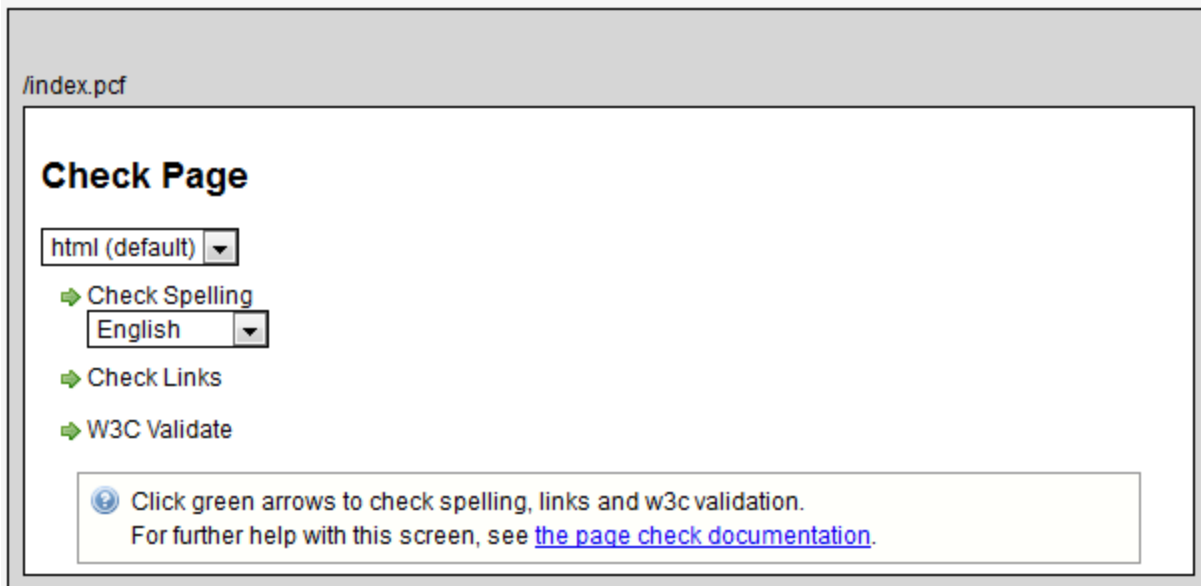 /index.pcf
Check Page
html (default)
Check Spelling
English
Check Links
W3C Validate
Click green arrows to check spelling, links and w3c validation.
For further help with this screen, see the page check documentation.